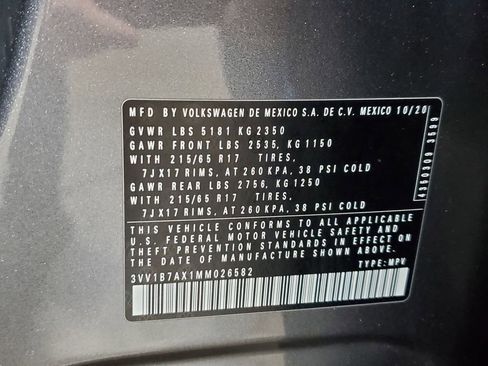 MFD BY VOLKSWAGEN DE MEXICO S.A. DE C.V. MEXICO 10/20
GVWR LBS 5181 KG 2350
GAWR FRONT LBS 2535, KG 1150
WITH 215/65 R17 TIRES,
7JX17 RIMS, AT 260 KPA, 38 PSI COLD
GAWR REAR LBS 2756, KG 1250
WITH 215/65 R17 TIRES,
7JX17 RIMS, AT 260 KPA, 38 PSI COLD
THIS VEHICLE CONFORMS TO ALL APPLICABLE
U.S. FEDERAL MOTOR VEHICLE SAFETY AND
THEFT PREVENTION STANDARDS IN EFFECT ON
THE DATE OF MANUFACTURE SHOWN ABOVE.
3VV1B7AX1MM026582 TYPE: MPV
4350309 3599